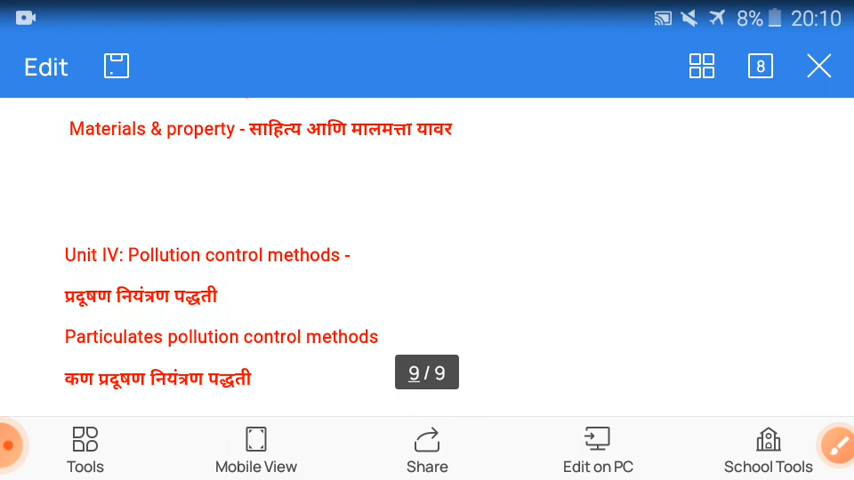 8% 20:10
Edit 8
Materials & property - साहित्य आणि मालमत्ता यावर
Unit IV: Pollution control methods -
प्रदूषण नियंत्रण पद्धती
Particulates pollution control methods
कण प्रदूषण नियंत्रण पद्धती
9 / 9
Tools Mobile View Share Edit on PC School Tools